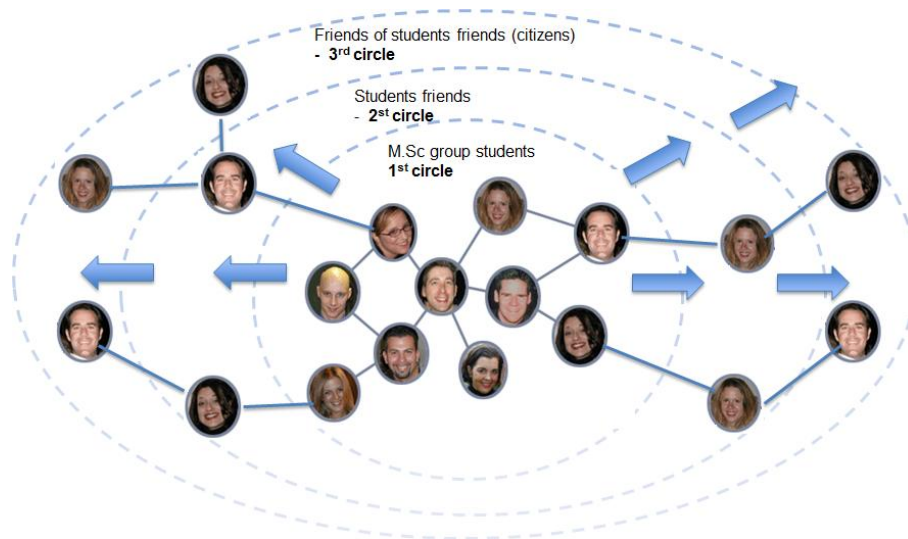 Friends of students friends (citizens)
- 3rd circle
Students friends
- 2st circle
M.Sc group students
1st circle